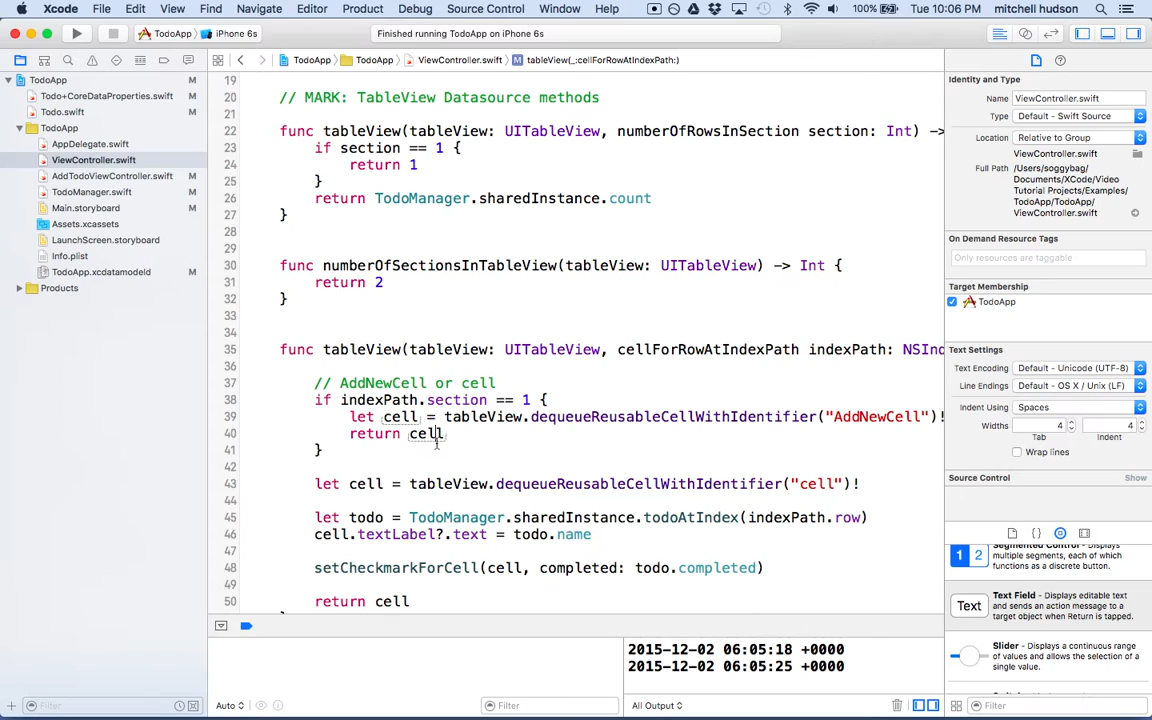 Xcode File Edit View Find Navigate Editor Product Debug Source Control Window Help 100% Tue 10:06 PM mitchell hudson
TodoApp iPhone 6s Finished running TodoApp on iPhone 6s
TodoApp TodoApp ViewController.swift tableView(_:cellForRowAtIndexPath:)
TodoApp
Todo+CoreDataProperties.swift M
Todo.swift M
TodoApp
AppDelegate.swift M
ViewController.swift
AddTodoViewController.swift M
TodoManager.swift M
Main.storyboard M
Assets.xcassets
LaunchScreen.storyboard
Info.plist
TodoApp.xcdatamodeld M
Products
Filter
19
20 // MARK: TableView Datasource methods
21
22 func tableView(tableView: UITableView, numberOfRowsInSection section: Int) ->
23 if section == 1 {
24 return 1
25 }
26 return TodoManager.sharedInstance.count
27 }
28
29
30 func numberOfSectionsInTableView(tableView: UITableView) -> Int {
31 return 2
32 }
33
34
35 func tableView(tableView: UITableView, cellForRowAtIndexPath indexPath: NSInd
36
37 // AddNewCell or cell
38 if indexPath.section == 1 {
39 let cell = tableView.dequeueReusableCellWithIdentifier("AddNewCell")!
40 return cell
41 }
42
43 let cell = tableView.dequeueReusableCellWithIdentifier("cell")!
44
45 let todo = TodoManager.sharedInstance.todoAtIndex(indexPath.row)
46 cell.textLabel?.text = todo.name
47
48 setCheckmarkForCell(cell, completed: todo.completed)
49
50 return cell
Auto Filter
2015-12-02 06:05:18 +0000
2015-12-02 06:05:25 +0000
All Output Filter
Identity and Type
Name ViewController.swift
Type Default - Swift Source
Location Relative to Group
ViewController.swift
Full Path /Users/soggybag/
Documents/XCode/Video
Tutorial Projects/Examples/
TodoApp/TodoApp/
ViewController.swift
On Demand Resource Tags
Only resources are taggable
Target Membership
TodoApp
Text Settings
Text Encoding Default - Unicode (UTF-8)
Line Endings Default - OS X / Unix (LF)
Indent Using Spaces
Widths 4 4
Tab Indent
Wrap lines
Source Control Show
1 2 Segmented Control - Displays
multiple segments, each of which
functions as a discrete button.
Text Text Field - Displays editable text
and sends an action message to a
target object when Return is tapped.
Slider - Displays a continuous range
of values and allows the selection of a
single value.
Filter